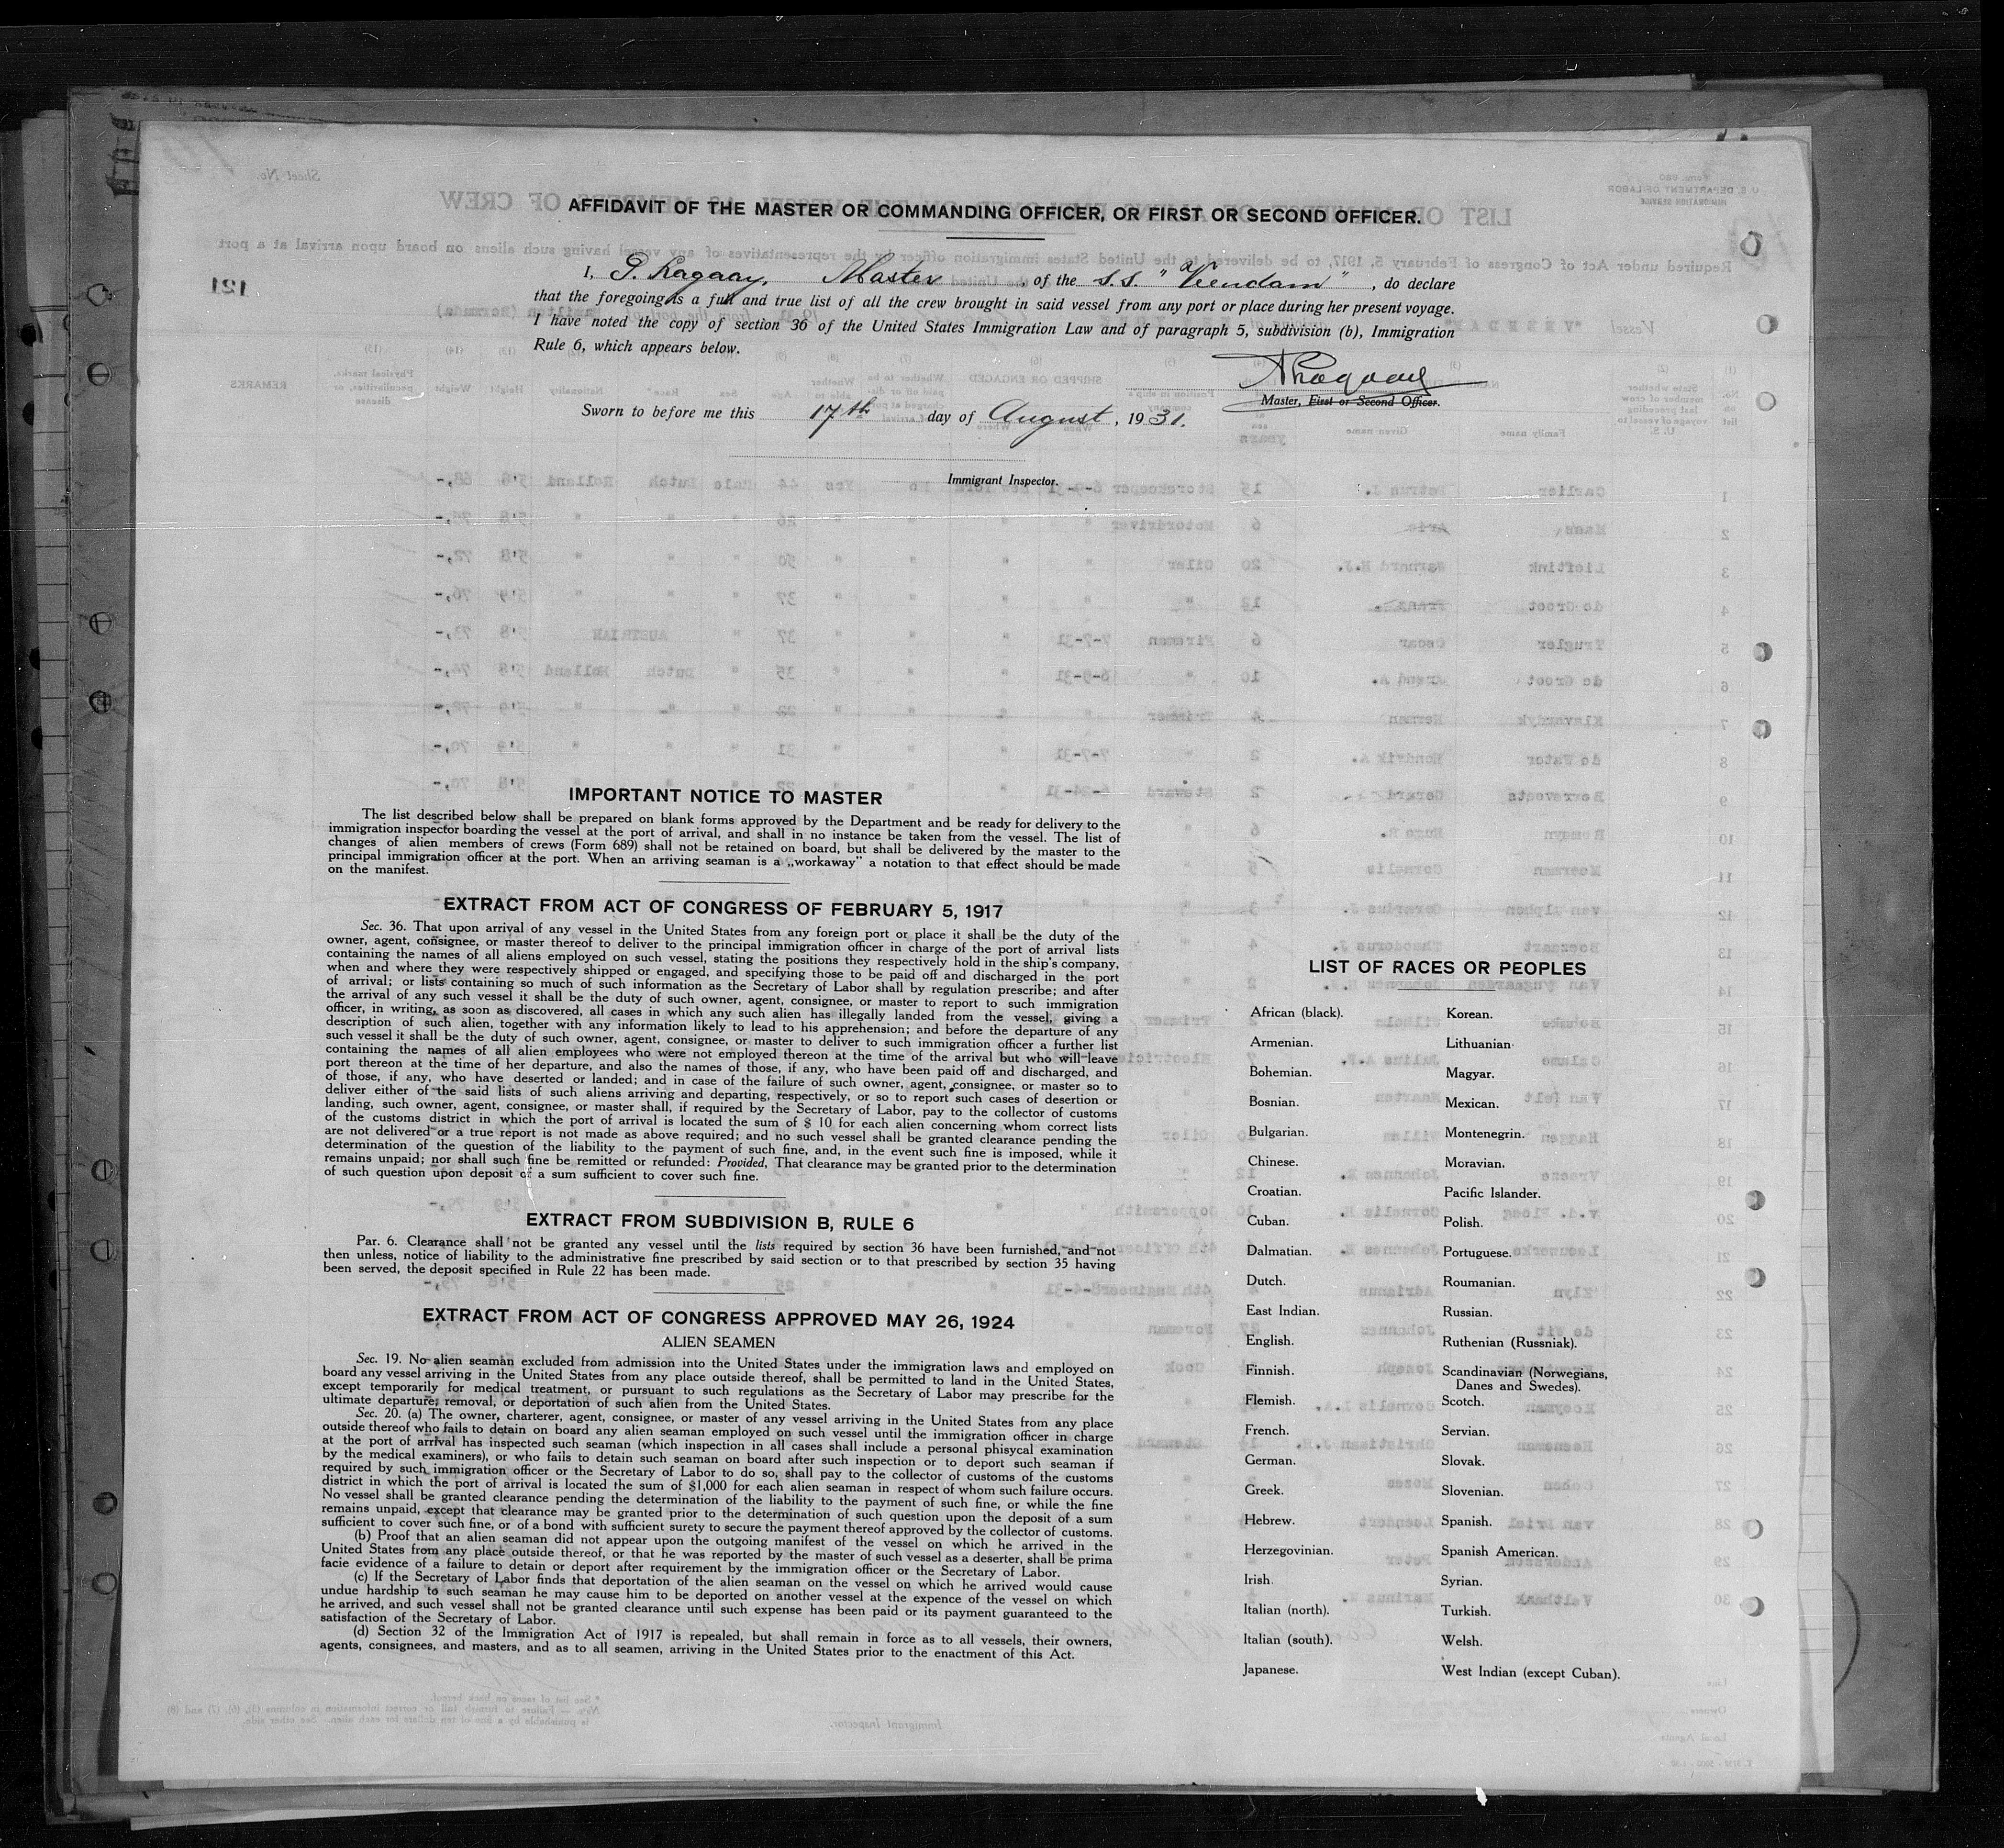 AFFIDAVIT OF THE MASTER OR COMMANDING OFFICER, OR FIRST OR SECOND OFFICER.
I, P. Kagaay, Master, of the s.s. "Veendam", do declare
that the foregoing is a full and true list of all the crew brought in said vessel from any port or place during her present voyage.
I have noted the copy of section 36 of the United States Immigration Law and of paragraph 5, subdivision (b), Immigration
Rule 6, which appears below.
Master, First or Second Officer.
Sworn to before me this 17th day of August, 1931.
Immigrant Inspector.
121
IMPORTANT NOTICE TO MASTER
The list described below shall be prepared on blank forms approved by the Department and be ready for delivery to the
immigration inspector boarding the vessel at the port of arrival, and shall in no instance be taken from the vessel. The list of
changes of alien members of crews (Form 689) shall not be retained on board, but shall be delivered by the master to the
principal immigration officer at the port. When an arriving seaman is a „workaway” a notation to that effect should be made
on the manifest.
EXTRACT FROM ACT OF CONGRESS OF FEBRUARY 5, 1917
Sec. 36. That upon arrival of any vessel in the United States from any foreign port or place it shall be the duty of the
owner, agent, consignee, or master thereof to deliver to the principal immigration officer in charge of the port of arrival lists
containing the names of all aliens employed on such vessel, stating the positions they respectively hold in the ship's company,
when and where they were respectively shipped or engaged, and specifying those to be paid off and discharged in the port
of arrival; or lists containing so much of such information as the Secretary of Labor shall by regulation prescribe; and after
the arrival of any such vessel it shall be the duty of such owner, agent, consignee, or master to report to such immigration
officer, in writing, as soon as discovered, all cases in which any such alien has illegally landed from the vessel, giving a
description of such alien, together with any information likely to lead to his apprehension; and before the departure of any
such vessel it shall be the duty of such owner, agent, consignee, or master to deliver to such immigration officer a further list
containing the names of all alien employees who were not employed thereon at the time of the arrival but who will leave
port thereon at the time of her departure, and also the names of those, if any, who have been paid off and discharged, and
of those, if any, who have deserted or landed; and in case of the failure of such owner, agent, consignee, or master so to
deliver either of the said lists of such aliens arriving and departing, respectively, or so to report such cases of desertion or
landing, such owner, agent, consignee, or master shall, if required by the Secretary of Labor, pay to the collector of customs
of the customs district in which the port of arrival is located the sum of $ 10 for each alien concerning whom correct lists
are not delivered or a true report is not made as above required; and no such vessel shall be granted clearance pending the
determination of the question of the liability to the payment of such fine, and, in the event such fine is imposed, while it
remains unpaid; nor shall such fine be remitted or refunded: Provided, That clearance may be granted prior to the determination
of such question upon deposit of a sum sufficient to cover such fine.
EXTRACT FROM SUBDIVISION B, RULE 6
Par. 6. Clearance shall not be granted any vessel until the lists required by section 36 have been furnished, and not
then unless, notice of liability to the administrative fine prescribed by said section or to that prescribed by section 35 having
been served, the deposit specified in Rule 22 has been made.
EXTRACT FROM ACT OF CONGRESS APPROVED MAY 26, 1924
ALIEN SEAMEN
Sec. 19. No alien seaman excluded from admission into the United States under the immigration laws and employed on
board any vessel arriving in the United States from any place outside thereof, shall be permitted to land in the United States,
except temporarily for medical treatment, or pursuant to such regulations as the Secretary of Labor may prescribe for the
ultimate departure, removal, or deportation of such alien from the United States.
Sec. 20. (a) The owner, charterer, agent, consignee, or master of any vessel arriving in the United States from any place
outside thereof who fails to detain on board any alien seaman employed on such vessel until the immigration officer in charge
at the port of arrival has inspected such seaman (which inspection in all cases shall include a personal phisycal examination
by the medical examiners), or who fails to detain such seaman on board after such inspection or to deport such seaman if
required by such immigration officer or the Secretary of Labor to do so, shall pay to the collector of customs of the customs
district in which the port of arrival is located the sum of $1,000 for each alien seaman in respect of whom such failure occurs.
No vessel shall be granted clearance pending the determination of the liability to the payment of such fine, or while the fine
remains unpaid, except that clearance may be granted prior to the determination of such question upon the deposit of a sum
sufficient to cover such fine, or of a bond with sufficient surety to secure the payment thereof approved by the collector of customs.
(b) Proof that an alien seaman did not appear upon the outgoing manifest of the vessel on which he arrived in the
United States from any place outside thereof, or that he was reported by the master of such vessel as a deserter, shall be prima
facie evidence of a failure to detain or deport after requirement by the immigration officer or the Secretary of Labor.
(c) If the Secretary of Labor finds that deportation of the alien seaman on the vessel on which he arrived would cause
undue hardship to such seaman he may cause him to be deported on another vessel at the expence of the vessel on which
he arrived, and such vessel shall not be granted clearance until such expense has been paid or its payment guaranteed to the
satisfaction of the Secretary of Labor.
(d) Section 32 of the Immigration Act of 1917 is repealed, but shall remain in force as to all vessels, their owners,
agents, consignees, and masters, and as to all seamen, arriving in the United States prior to the enactment of this Act.
LIST OF RACES OR PEOPLES
African (black).
Armenian.
Bohemian.
Bosnian.
Bulgarian.
Chinese.
Croatian.
Cuban.
Dalmatian.
Dutch.
East Indian.
English.
Finnish.
Flemish.
French.
German.
Greek.
Hebrew.
Herzegovinian.
Irish.
Italian (north).
Italian (south).
Japanese.
Korean.
Lithuanian.
Magyar.
Mexican.
Montenegrin.
Moravian.
Pacific Islander.
Polish.
Portuguese.
Roumanian.
Russian.
Ruthenian (Russniak).
Scandinavian (Norwegians,
Danes and Swedes).
Scotch.
Servian.
Slovak.
Slovenian.
Spanish.
Spanish American.
Syrian.
Turkish.
Welsh.
West Indian (except Cuban).